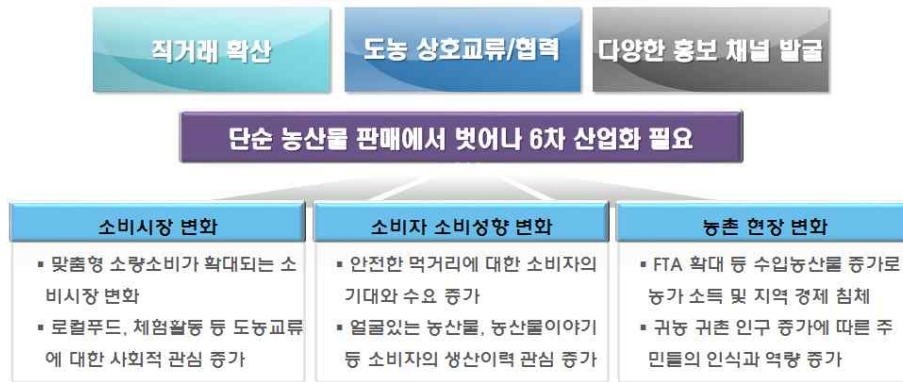 직거래 확산
도농 상호교류/협력
다양한 홍보 채널 발굴
단순 농산물 판매에서 벗어나 6차 산업화 필요
소비시장 변화
▪ 맞춤형 소량소비가 확대되는 소
비시장 변화
▪ 로컬푸드, 체험활동 등 도농교류
에 대한 사회적 관심 증가
소비자 소비성향 변화
▪ 안전한 먹거리에 대한 소비자의
기대와 수요 증가
▪ 얼굴있는 농산물, 농산물이야기
등 소비자의 생산이력 관심 증가
농촌 현장 변화
▪ FTA 확대 등 수입농산물 증가로
농가 소득 및 지역 경제 침체
▪ 귀농 귀촌 인구 증가에 따른 주
민들의 인식과 역량 증가